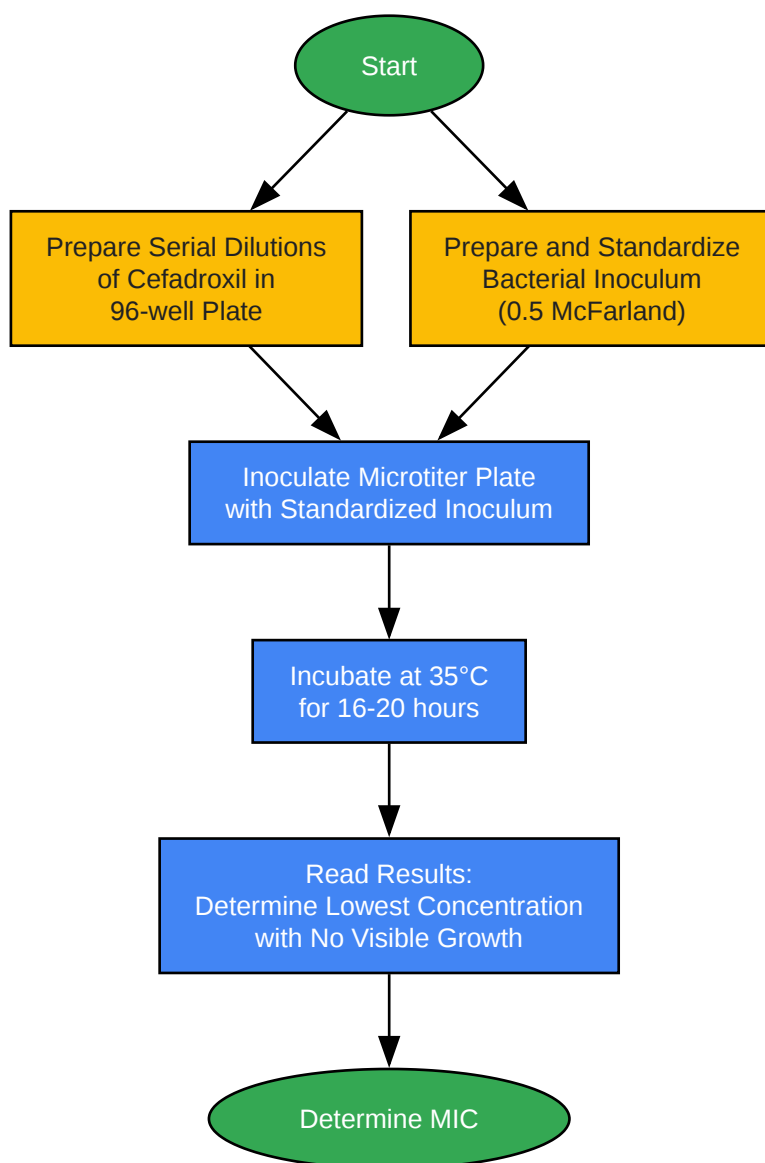 Start
Prepare Serial Dilutions
of Cefadroxil in
96-well Plate
Prepare and Standardize
Bacterial Inoculum
(0.5 McFarland)
Inoculate Microtiter Plate
with Standardized Inoculum
Incubate at 35°C
for 16-20 hours
Read Results:
Determine Lowest Concentration
with No Visible Growth
Determine MIC